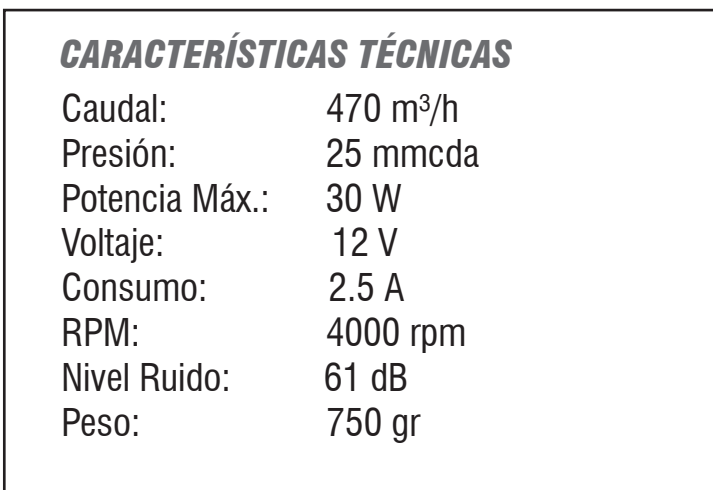 CARACTERÍSTICAS TÉCNICAS
Caudal: 470 m³/h
Presión: 25 mmcda
Potencia Máx.: 30 W
Voltaje: 12 V
Consumo: 2.5 A
RPM: 4000 rpm
Nivel Ruido: 61 dB
Peso: 750 gr